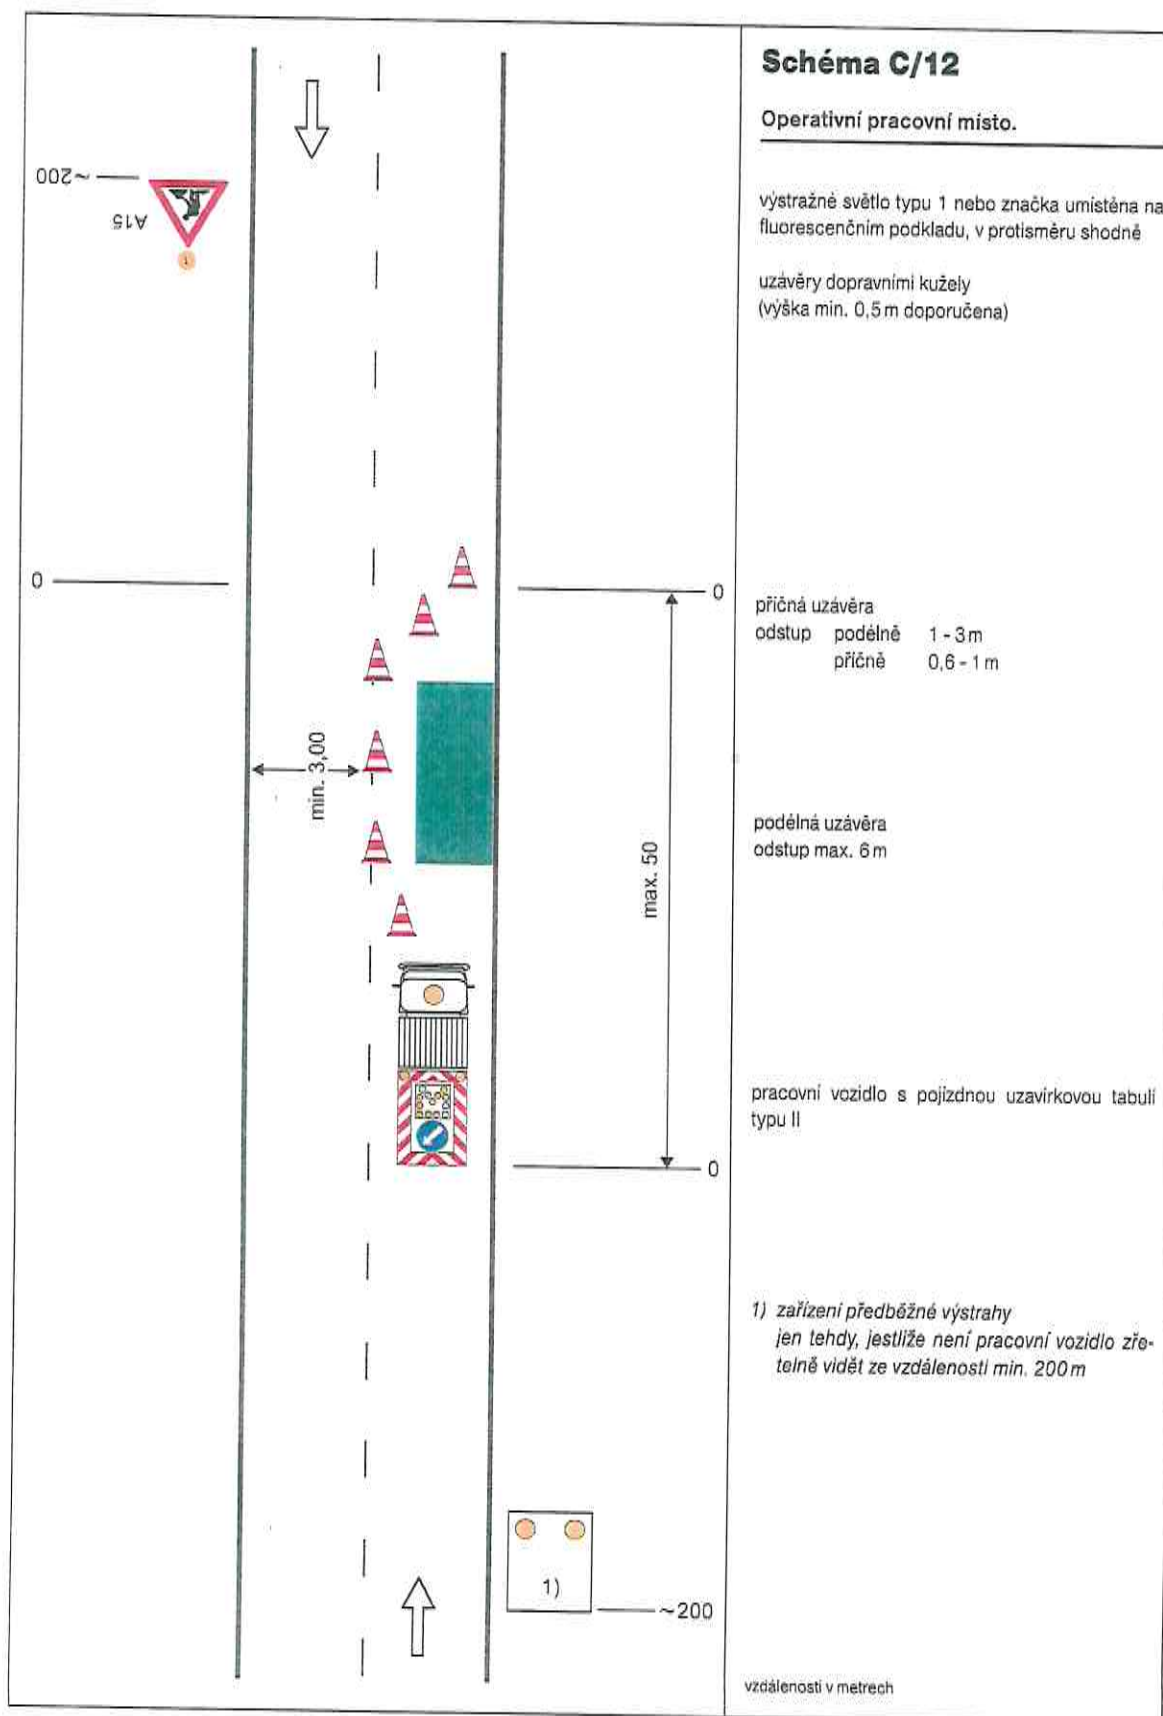 Schéma C/12
Operativní pracovní místo.
výstražné světlo typu 1 nebo značka umístěna na
fluorescenčním podkladu, v protisměru shodně
uzávěry dopravními kužely
(výška min. 0,5 m doporučena)
~200
A15
1
0
0
příčná uzávěra
odstup podélně 1 - 3 m
příčně 0,6 - 1 m
min. 3,00
max. 50
podélná uzávěra
odstup max. 6 m
pracovní vozidlo s pojízdnou uzavírkovou tabulí
typu II
0
1) zařízení předběžné výstrahy
jen tehdy, jestliže není pracovní vozidlo zře-
telně vidět ze vzdálenosti min. 200 m
1)
~200
vzdálenosti v metrech